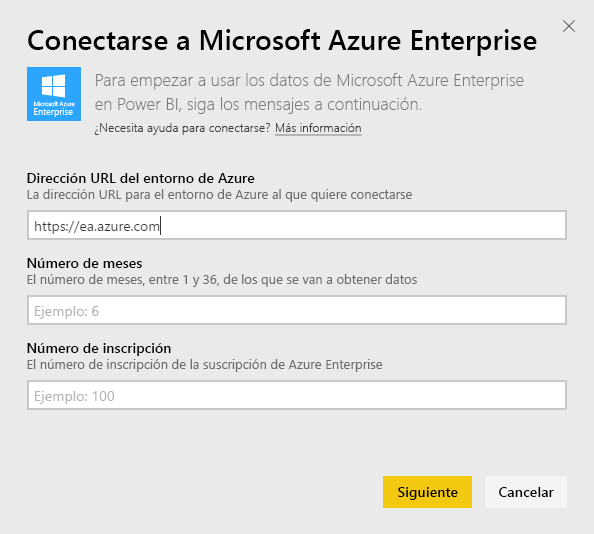 Conectarse a Microsoft Azure Enterprise
Microsoft Azure
Enterprise
Para empezar a usar los datos de Microsoft Azure Enterprise
en Power BI, siga los mensajes a continuación.
¿Necesita ayuda para conectarse? Más información
Dirección URL del entorno de Azure
La dirección URL para el entorno de Azure al que quiere conectarse
https://ea.azure.com
Número de meses
El número de meses, entre 1 y 36, de los que se van a obtener datos
Ejemplo: 6
Número de inscripción
El número de inscripción de la suscripción de Azure Enterprise
Ejemplo: 100
Siguiente Cancelar